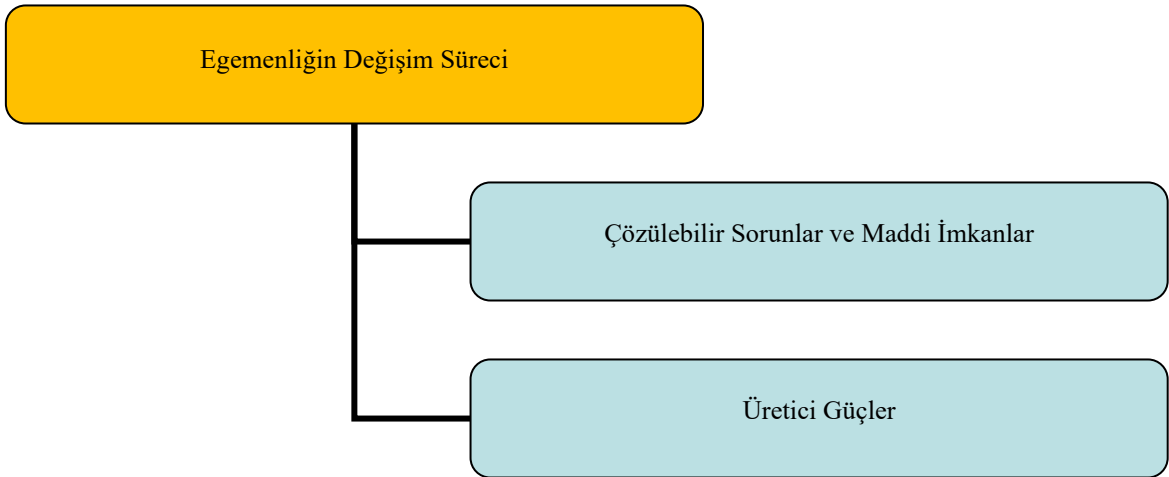 Egemenliğin Değişim Süreci
Çözülebilir Sorunlar ve Maddi İmkanlar
Üretici Güçler